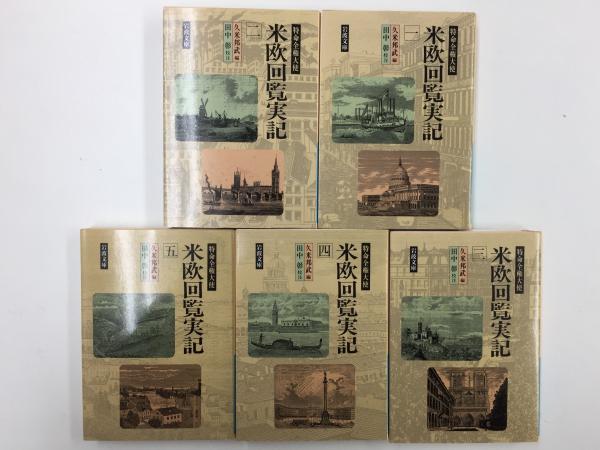 特命全権大使
米欧回覧実記
一
久米邦武 編
田中 彰 校注
岩波文庫
特命全権大使
米欧回覧実記
二
久米邦武 編
田中 彰 校注
岩波文庫
特命全権大使
米欧回覧実記
三
久米邦武 編
田中 彰 校注
岩波文庫
特命全権大使
米欧回覧実記
四
久米邦武 編
田中 彰 校注
岩波文庫
特命全権大使
米欧回覧実記
五
久米邦武 編
田中 彰 校注
岩波文庫